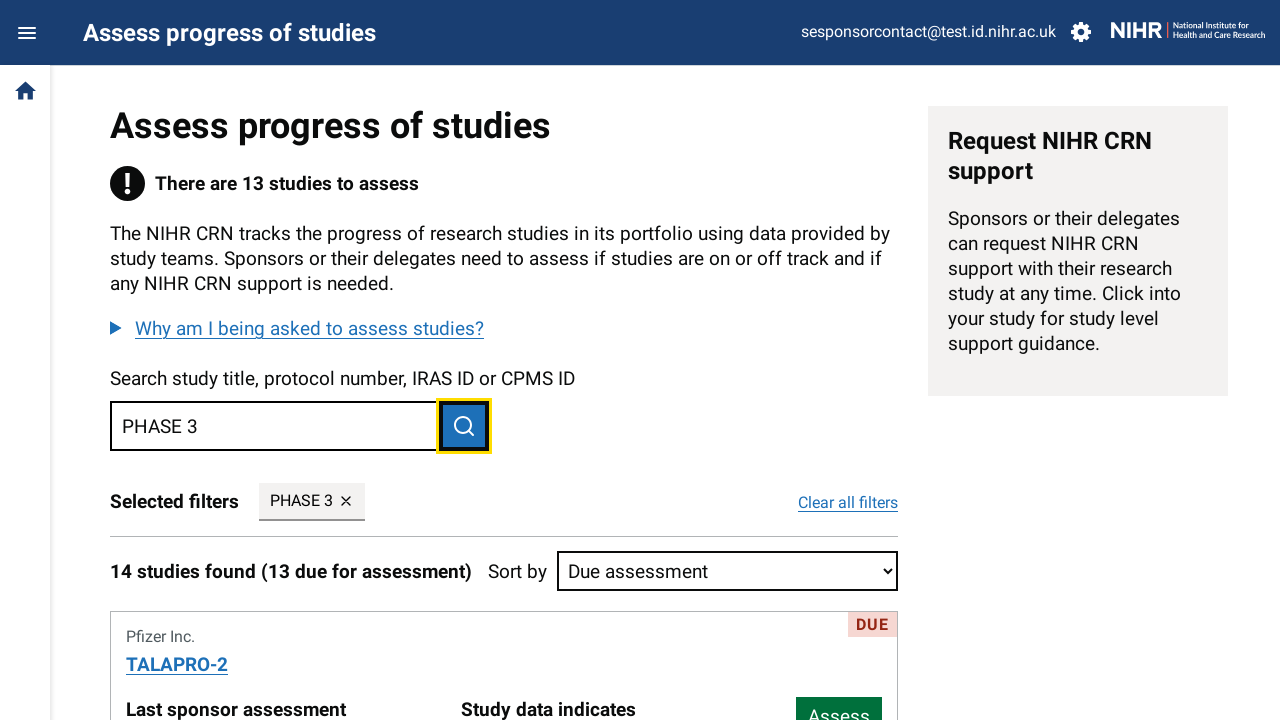 Assess progress of studies
sesponsorcontact@test.id.nihr.ac.uk
NIHR | National Institute for
Health and Care Research
Assess progress of studies
There are 13 studies to assess
The NIHR CRN tracks the progress of research studies in its portfolio using data provided by
study teams. Sponsors or their delegates need to assess if studies are on or off track and if
any NIHR CRN support is needed.
Why am I being asked to assess studies?
Search study title, protocol number, IRAS ID or CPMS ID
PHASE 3
Selected filters
PHASE 3
Clear all filters
14 studies found (13 due for assessment)
Sort by
Due assessment
DUE
Pfizer Inc.
TALAPRO-2
Last sponsor assessment
Study data indicates
Assess
Request NIHR CRN
support
Sponsors or their delegates
can request NIHR CRN
support with their research
study at any time. Click into
your study for study level
support guidance.